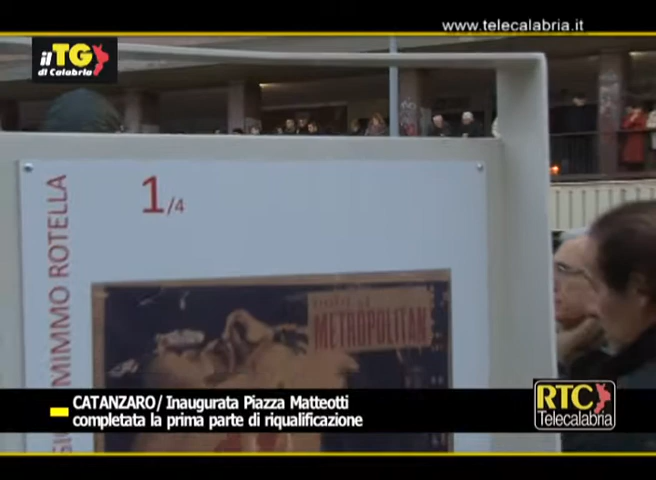 www.telecalabria.it
il TG
di Calabria
1/4
MIMMO ROTELLA
METROPOLITAN
CATANZARO/ Inaugurata Piazza Matteotti
completata la prima parte di riqualificazione
RTC
Telecalabria